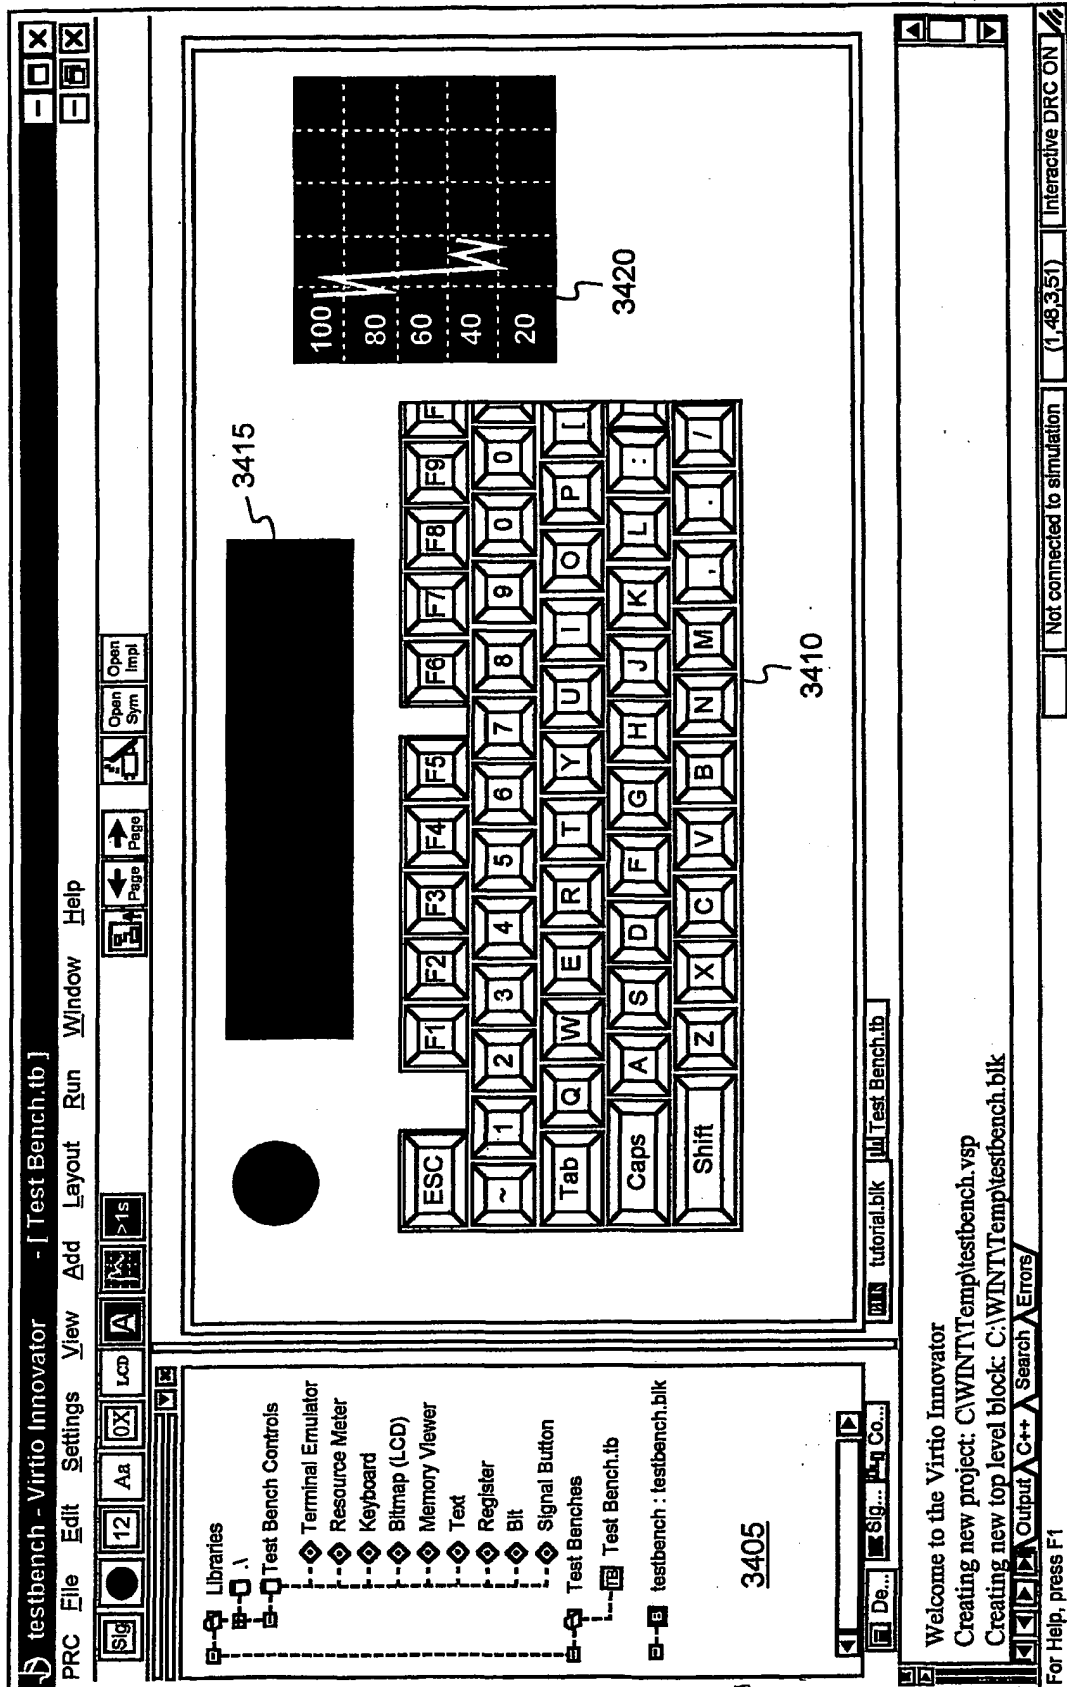 testbench - Virtio Innovator - [ Test Bench.tb ]
PRC File Edit Settings View Add Layout Run Window Help
Sig 12 Aa 0X LCD A >1s Page Page Open Sym Open Impl
Libraries
.\
Test Bench Controls
Terminal Emulator
Resource Meter
Keyboard
Bitmap (LCD)
Memory Viewer
Text
Register
Bit
Signal Button
Test Benches
TB Test Bench.tb
B testbench : testbench.blk
3405
De... Sig... Co...
3415
100
80
60
40
20
3420
ESC F1 F2 F3 F4 F5 F6 F7 F8 F9 F
~ 1 2 3 4 5 6 7 8 9 0 0
Tab Q W E R T Y U I O P [
Caps A S D F G H J K L :
Shift Z X C V B N M , . /
3410
tutorial.blk Test Bench.tb
Welcome to the Virtio Innovator
Creating new project: C\WINT\Temp\testbench.vsp
Creating new top level block: C:\WINT\Temp\testbench.blk
Output C++ Search Errors
For Help, press F1 Not connected to simulation (1,48,3,51) Interactive DRC ON